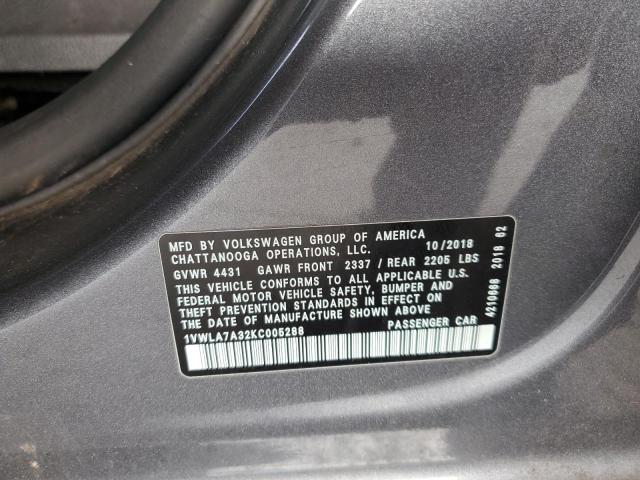 MFD BY VOLKSWAGEN GROUP OF AMERICA
CHATTANOOGA OPERATIONS, LLC. 10/2018
GVWR 4431 GAWR FRONT 2337 / REAR 2205 LBS
THIS VEHICLE CONFORMS TO ALL APPLICABLE U.S.
FEDERAL MOTOR VEHICLE SAFETY, BUMPER AND
THEFT PREVENTION STANDARDS IN EFFECT ON
THE DATE OF MANUFACTURE SHOWN ABOVE
1VWLA7A32KC005288 PASSENGER CAR
4210668 2018 62